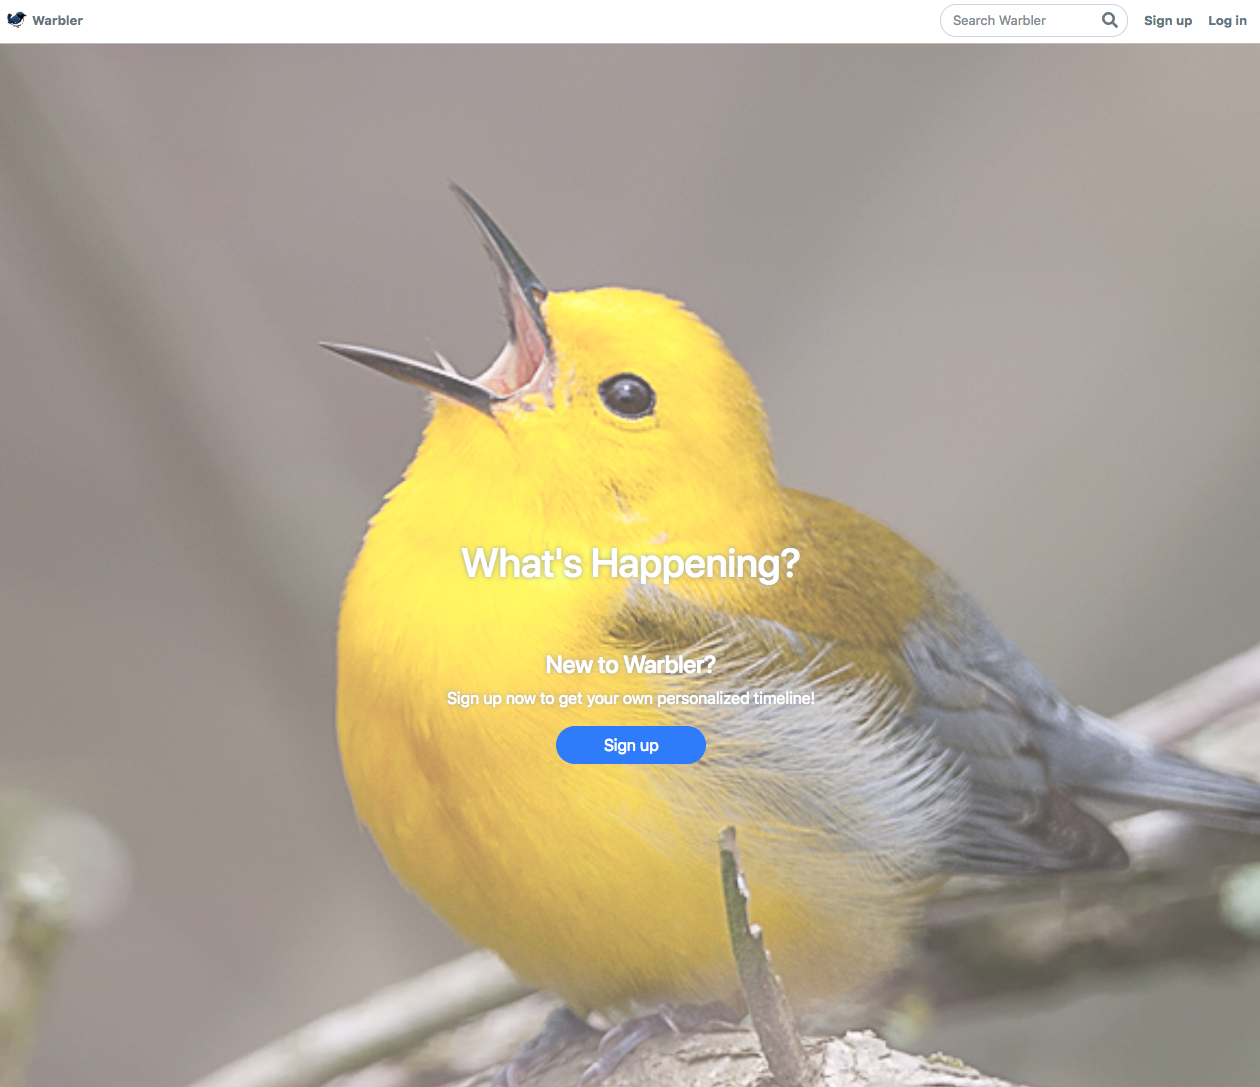 Warbler
Search Warbler
Sign up
Log in
What's Happening?
New to Warbler?
Sign up now to get your own personalized timeline!
Sign up